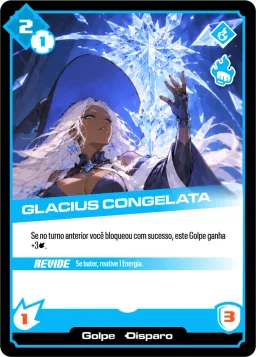 2
1
GLACIUS CONGELATA
Se no turno anterior você bloqueou com sucesso, este Golpe ganha
+3.
REVIDE Se bater, reative 1 Energia.
1
3
Golpe Disparo